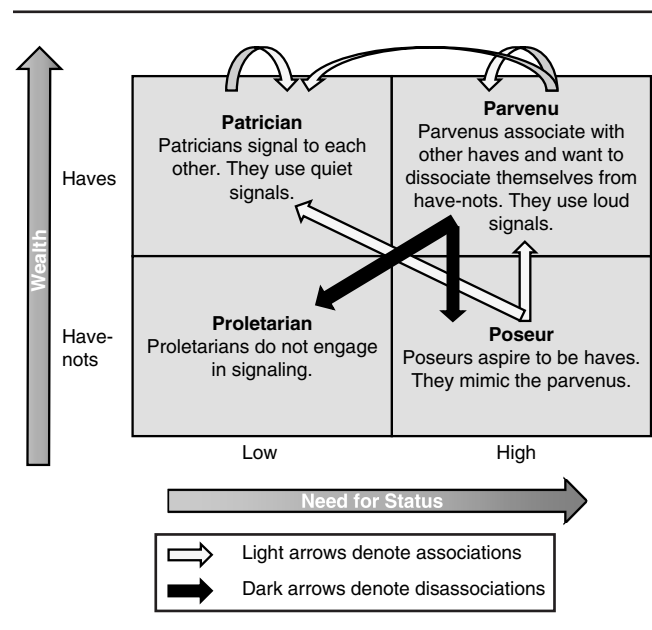 Patrician
Patricians signal to each
other. They use quiet
signals.
Parvenu
Parvenus associate with
other haves and want to
dissociate themselves from
have-nots. They use loud
signals.
Haves
Wealth
Proletarian
Proletarians do not engage
in signaling.
Poseur
Poseurs aspire to be haves.
They mimic the parvenus.
Have-
nots
Low
High
Need for Status
Light arrows denote associations
Dark arrows denote disassociations